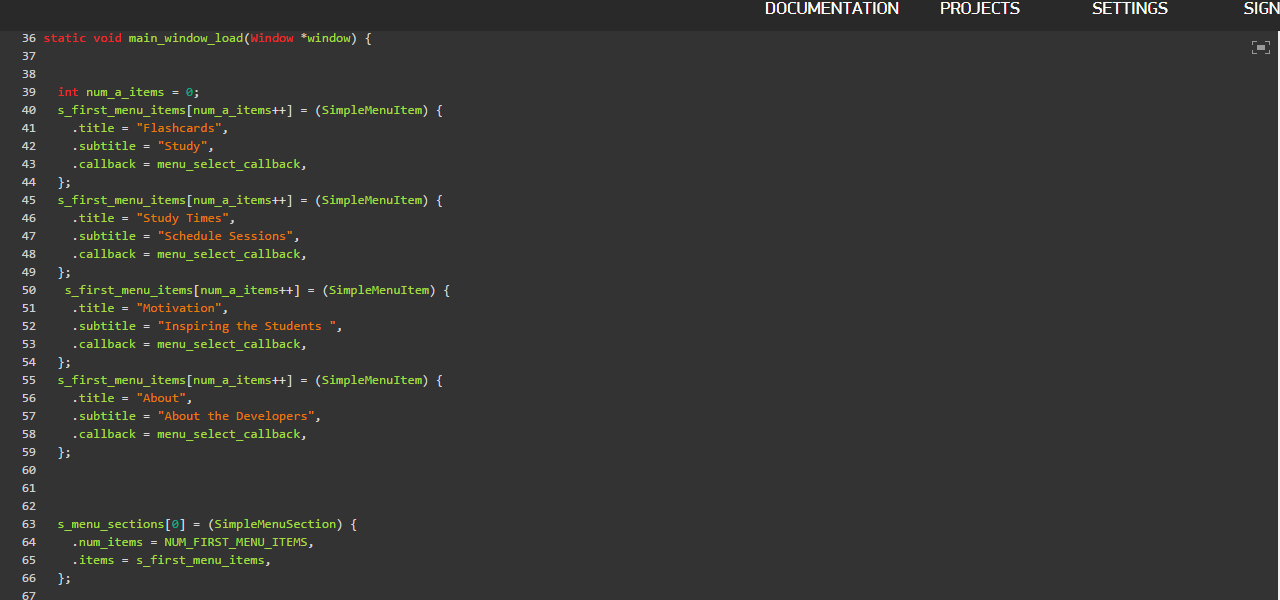 DOCUMENTATION PROJECTS SETTINGS SIGN
36 static void main_window_load(Window *window) {
37
38
39 int num_a_items = 0;
40 s_first_menu_items[num_a_items++] = (SimpleMenuItem) {
41 .title = "Flashcards",
42 .subtitle = "Study",
43 .callback = menu_select_callback,
44 };
45 s_first_menu_items[num_a_items++] = (SimpleMenuItem) {
46 .title = "Study Times",
47 .subtitle = "Schedule Sessions",
48 .callback = menu_select_callback,
49 };
50 s_first_menu_items[num_a_items++] = (SimpleMenuItem) {
51 .title = "Motivation",
52 .subtitle = "Inspiring the Students ",
53 .callback = menu_select_callback,
54 };
55 s_first_menu_items[num_a_items++] = (SimpleMenuItem) {
56 .title = "About",
57 .subtitle = "About the Developers",
58 .callback = menu_select_callback,
59 };
60
61
62
63 s_menu_sections[0] = (SimpleMenuSection) {
64 .num_items = NUM_FIRST_MENU_ITEMS,
65 .items = s_first_menu_items,
66 };
67